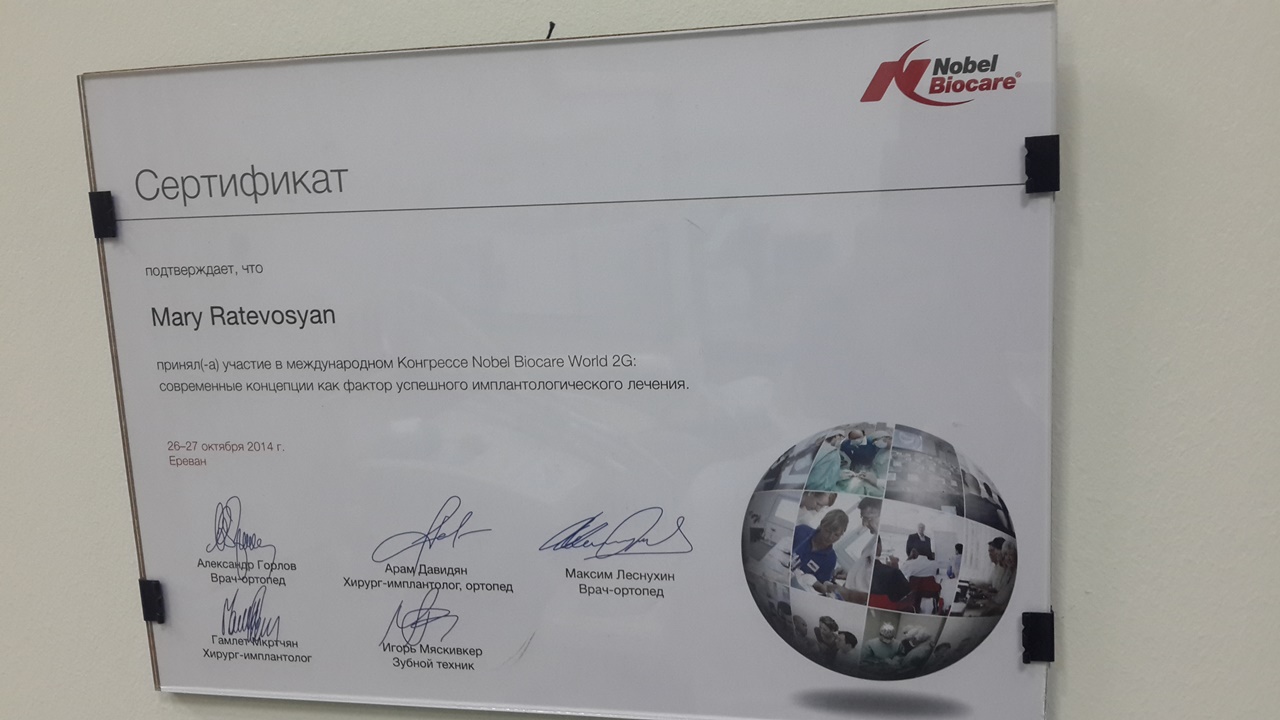 Nobel
Biocare®
Сертификат
подтверждает, что
Mary Ratevosyan
принял(-а) участие в международном Конгрессе Nobel Biocare World 2G:
современные концепции как фактор успешного имплантологического лечения.
26–27 октября 2014 г.
Ереван
Александр Горлов
Врач-ортопед
Арам Давидян
Хирург-имплантолог, ортопед
Максим Леснухин
Врач-ортопед
Гамлет Мкртчян
Хирург-имплантолог
Игорь Мяскивкер
Зубной техник